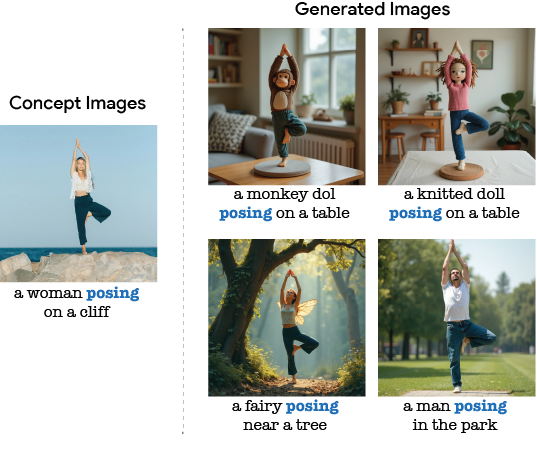 Generated Images
Concept Images
a woman posing
on a cliff
a monkey dol
posing on a table
a knitted doll
posing on a table
a fairy posing
near a tree
a man posing
in the park